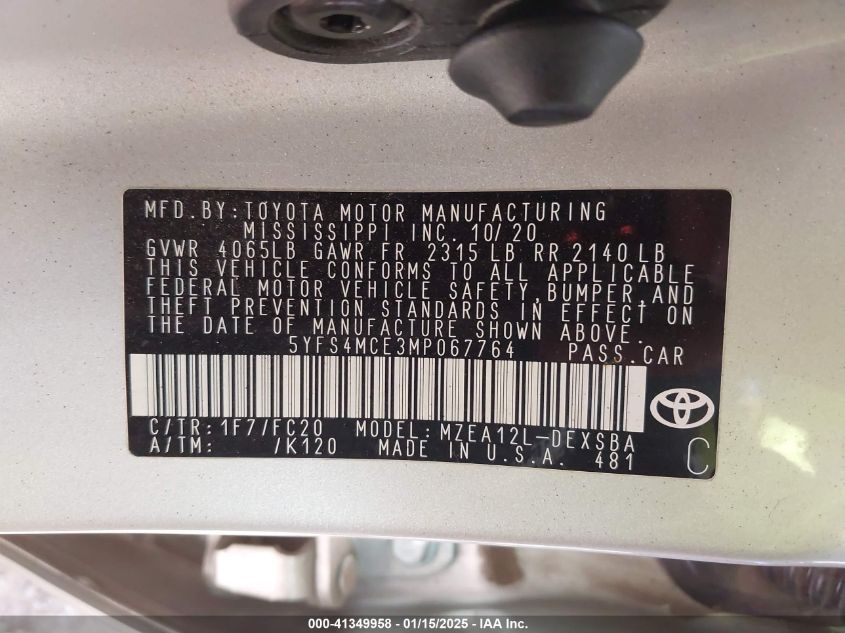 MFD.BY:TOYOTA MOTOR MANUFACTURING
MISSISSIPPI INC. 10/20
GVWR 4065LB GAWR FR 2315 LB RR 2140 LB
THIS VEHICLE CONFORMS TO ALL APPLICABLE
FEDERAL MOTOR VEHICLE SAFETY,BUMPER,AND
THEFT PREVENTION STANDARDS IN EFFECT ON
THE DATE OF MANUFACTURE SHOWN ABOVE.
5YFS4MCE3MP067764 PASS.CAR
C/TR:1F7/FC20 MODEL:MZEA12L-DEXSBA
A/TM: /K120 MADE IN U.S.A. 481 C
000-41349958 - 01/15/2025 - IAA Inc.